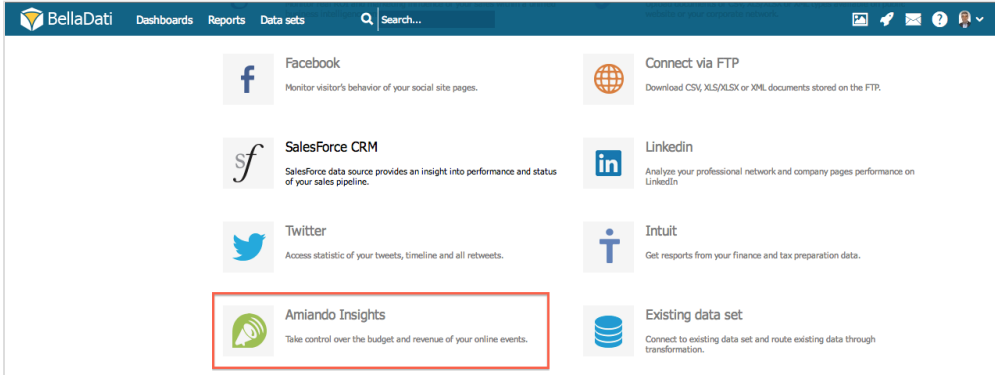 BellaDati Dashboards Reports Data sets Search...
Facebook
Monitor visitor's behavior of your social site pages.
Connect via FTP
Download CSV, XLS/XLSX or XML documents stored on the FTP.
SalesForce CRM
SalesForce data source provides an insight into performance and status
of your sales pipeline.
Linkedin
Analyze your professional network and company pages performance on
LinkedIn
Twitter
Access statistic of your tweets, timeline and all retweets.
Intuit
Get resports from your finance and tax preparation data.
Amiando Insights
Take control over the budget and revenue of your online events.
Existing data set
Connect to existing data set and route existing data through
transformation.